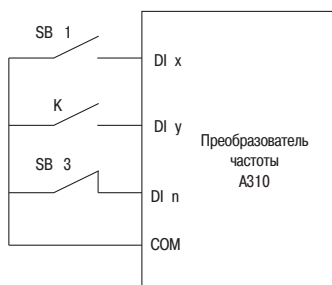 SB 1
DI x
K
DI y
SB 3
DI n
COM
Преобразователь
частоты
A310